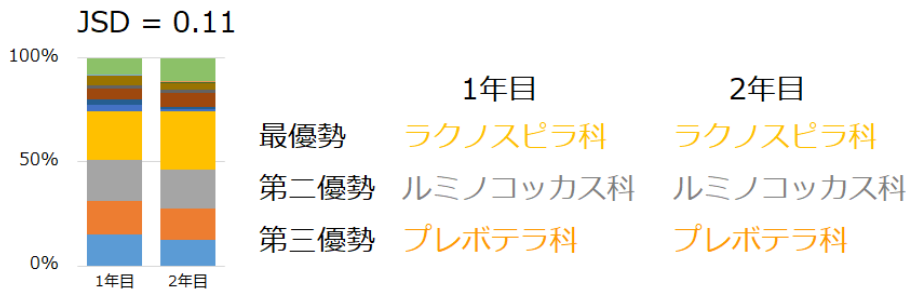 JSD = 0.11
100%
50%
0%
1年目 2年目
1年目 2年目
最優勢 ラクノスピラ科 ラクノスピラ科
第二優勢 ルミノコッカス科 ルミノコッカス科
第三優勢 プレボテラ科 プレボテラ科